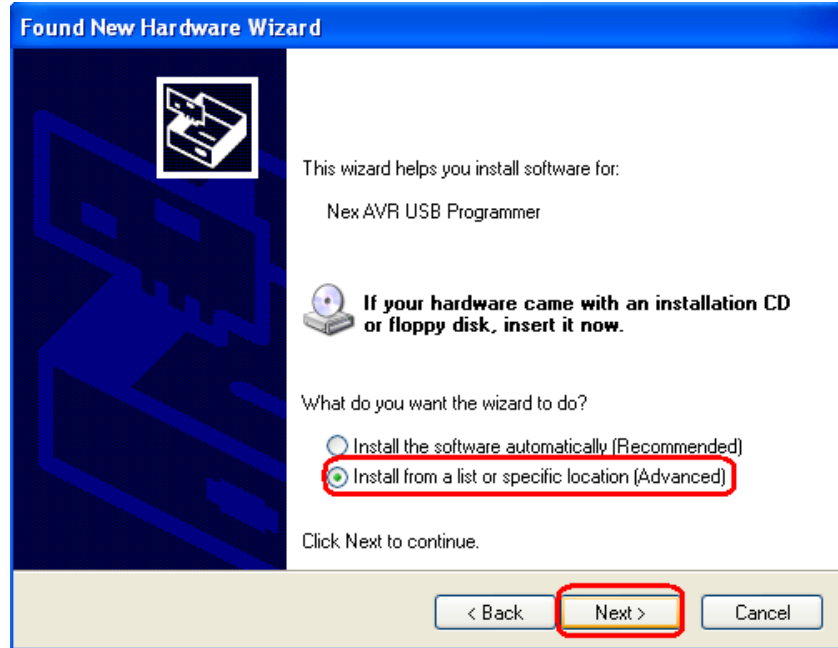 Found New Hardware Wizard
This wizard helps you install software for:
Nex AVR USB Programmer
If your hardware came with an installation CD
or floppy disk, insert it now.
What do you want the wizard to do?
Install the software automatically (Recommended)
Install from a list or specific location (Advanced)
Click Next to continue.
< Back Next > Cancel